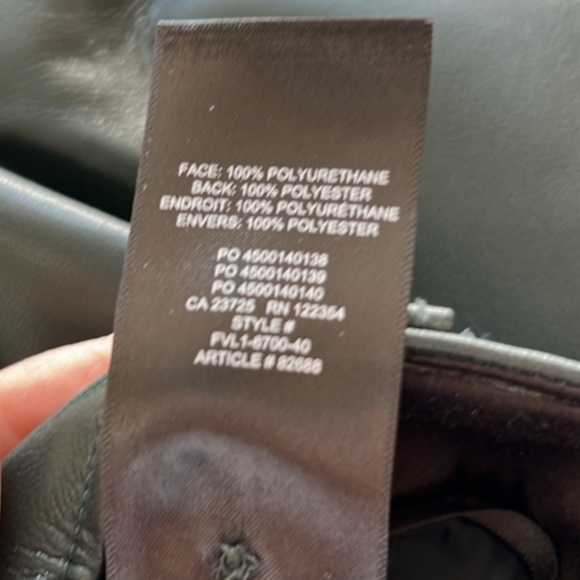 FACE: 100% POLYURETHANE
BACK: 100% POLYESTER
ENDROIT: 100% POLYURETHANE
ENVERS: 100% POLYESTER
PO 4500140138
PO 4500140139
PO 4500140140
CA 23725 RN 122354
STYLE #
FVL1-6700-40
ARTICLE # 82688